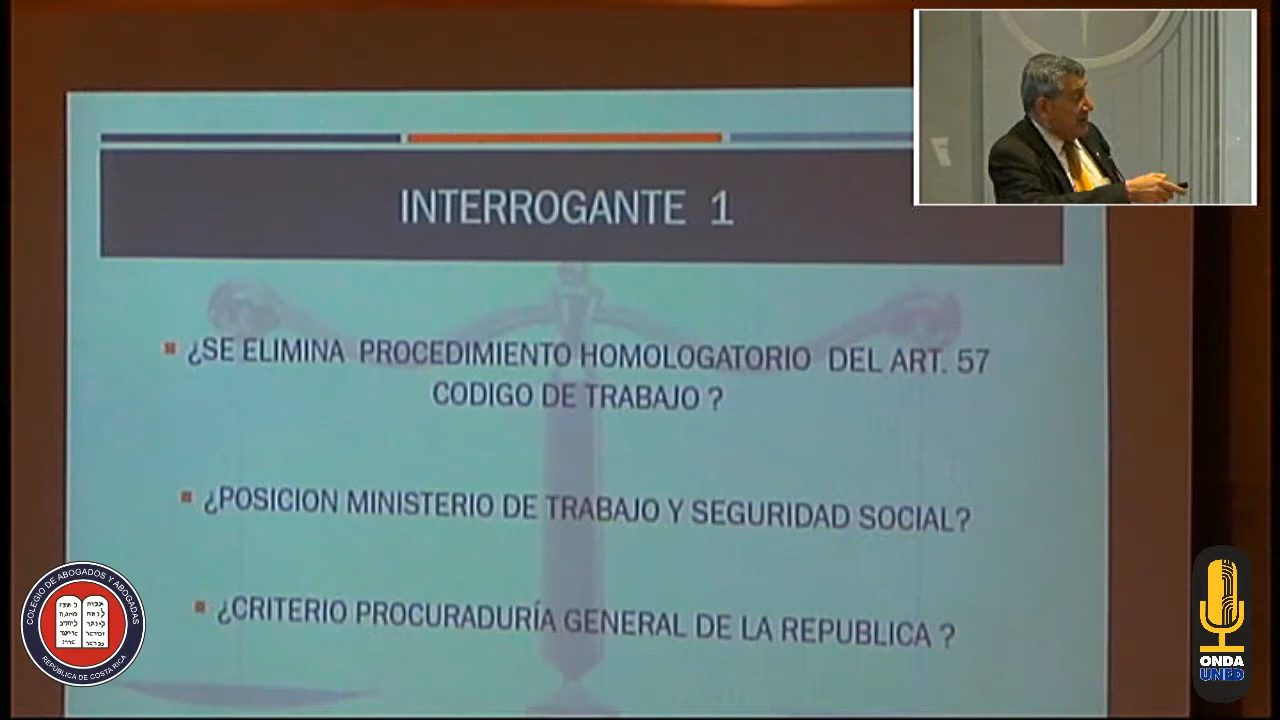 INTERROGANTE 1
¿SE ELIMINA PROCEDIMIENTO HOMOLOGATORIO DEL ART. 57
CODIGO DE TRABAJO ?
¿POSICION MINISTERIO DE TRABAJO Y SEGURIDAD SOCIAL?
¿CRITERIO PROCURADURÍA GENERAL DE LA REPUBLICA ?
COLEGIO DE ABOGADOS Y ABOGADAS
REPÚBLICA DE COSTA RICA
ONDA
UNED